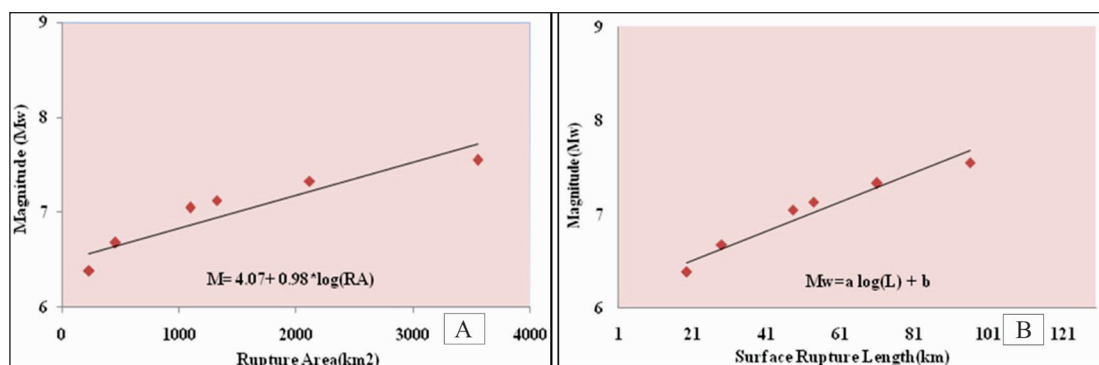 9
8
7
6
Magnitude (Mw)
M= 4.07+ 0.98*log(RA)
A
0 1000 2000 3000 4000
Rupture Area(km2)
9
8
7
6
Magnitude(Mw)
Mw=a log(L) + b
B
1 21 41 61 81 101 121
Surface Rupture Length(km)